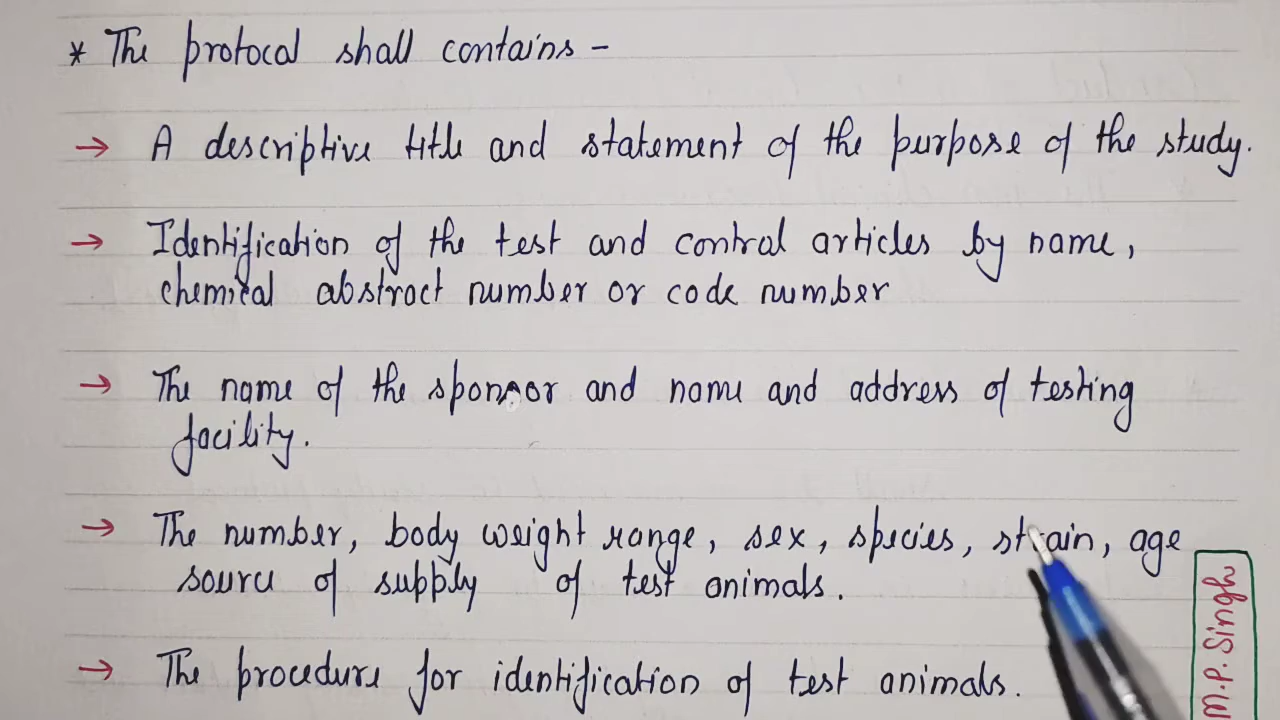 * The protocal shall contains -
→ A descriptive title and statement of the purpose of the study.
→ Identification of the test and control articles by name,
chemical abstract number or code number
→ The name of the sponsor and name and address of testing
facility.
→ The number, body weight range, sex, species, strain, age
source of supply of test animals.
→ The procedure for identification of test animals.
M.P. Singh